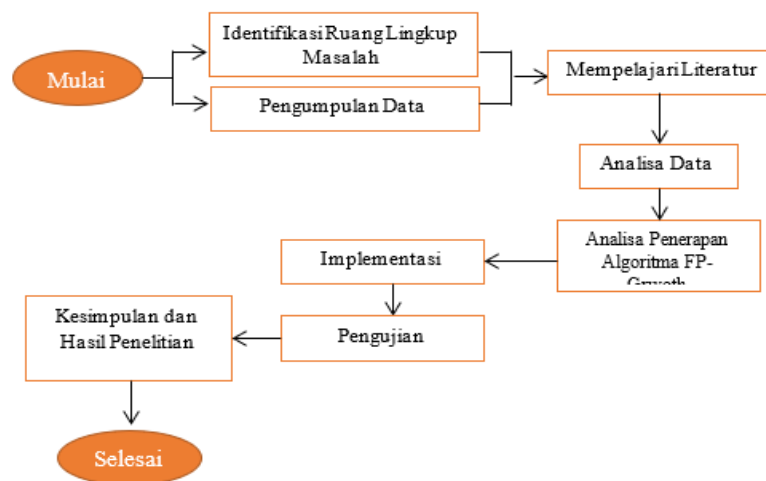 Mulai
Identifikasi Ruang Lingkup
Masalah
Pengumpulan Data
Mempelajari Literatur
Analisa Data
Analisa Penerapan
Algoritma FP-
Implementasi
Pengujian
Kesimpulan dan
Hasil Penelitian
Selesai